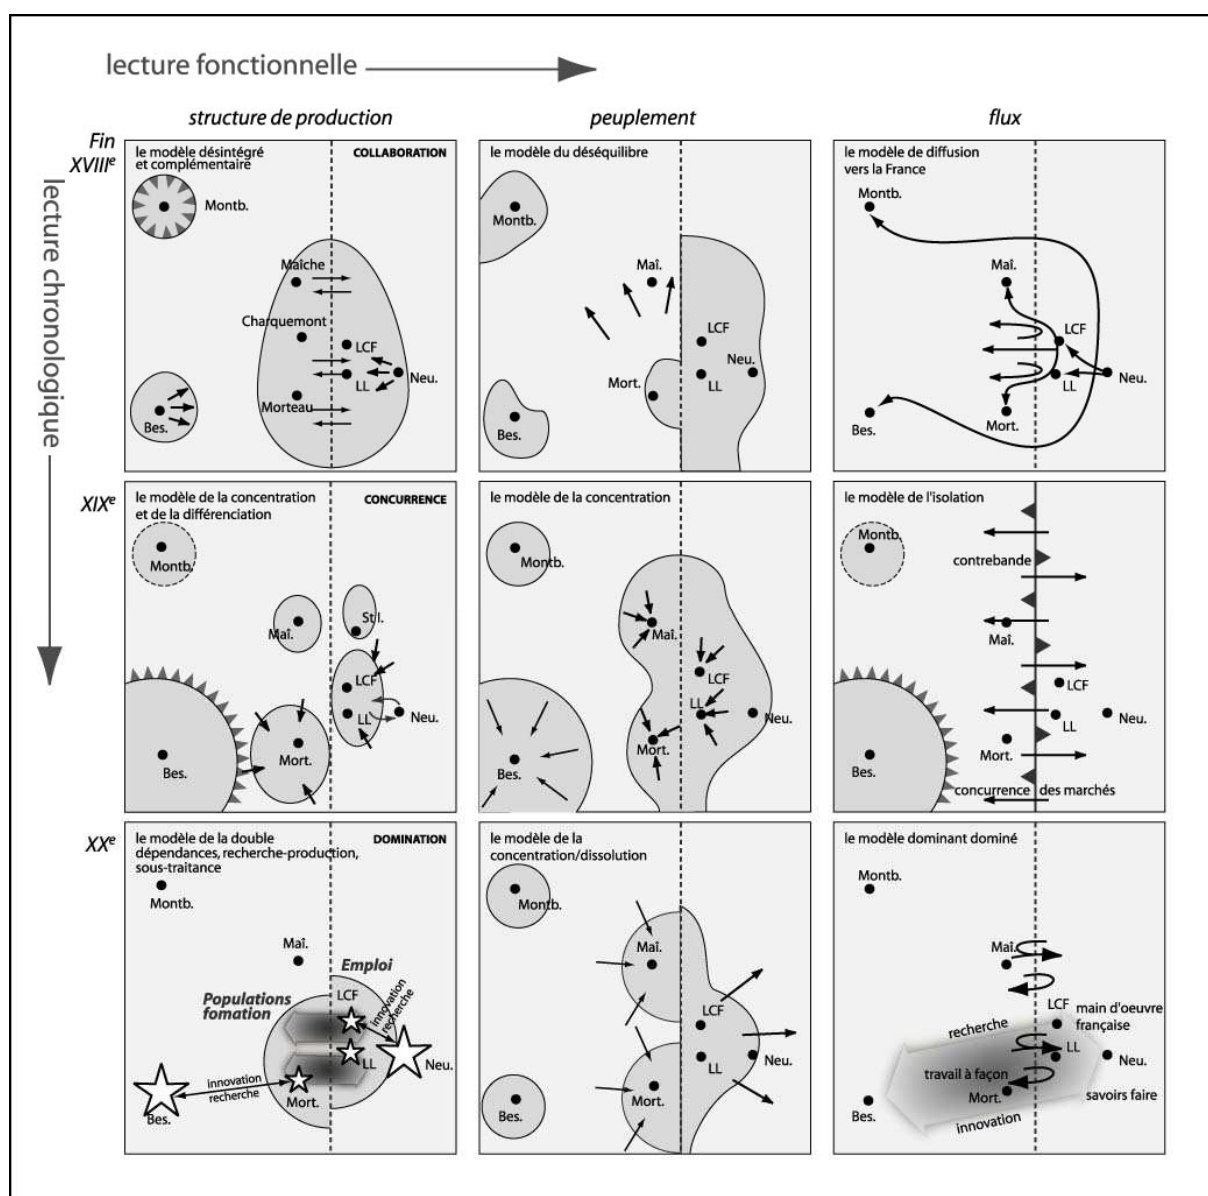 lecture fonctionnelle
lecture chronologique
structure de production
peuplement
flux
Fin
XVIIIe
le modèle désintégré
et complémentaire
COLLABORATION
Montb.
Maîche
Charquemont
LCF
LL
Neu.
Morteau
Bes.
le modèle du déséquilibre
Montb.
Maî.
LCF
Neu.
LL
Mort.
Bes.
le modèle de diffusion
vers la France
Montb.
Maî.
LCF
LL
Neu.
Mort.
Bes.
XIXe
le modèle de la concentration
et de la différenciation
CONCURRENCE
Montb.
Maî.
St I.
LCF
LL
Neu.
Mort.
Bes.
le modèle de la concentration
Montb.
Maî.
LCF
LL
Neu.
Mort.
Bes.
le modèle de l'isolation
Montb.
contrebande
Maî.
LCF
LL
Neu.
Mort.
Bes.
concurrence des marchés
XXe
le modèle de la double
dépendances, recherche-production,
sous-traitance
DOMINATION
Montb.
Maî.
Emploi
Populations
fomation
LCF
innovation
recherche
LL
Neu.
innovation
recherche
Mort.
Bes.
le modèle de la
concentration/dissolution
Montb.
Maî.
LCF
LL
Neu.
Mort.
Bes.
le modèle dominant dominé
Montb.
Maî.
LCF
main d'oeuvre
française
recherche
LL
Neu.
travail à façon
Mort.
savoirs faire
Bes.
innovation